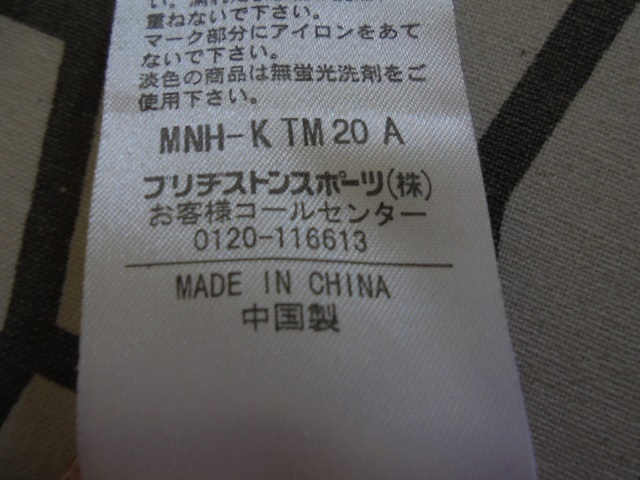 重ねないで下さい。
マーク部分にアイロンをあて
ないで下さい。
淡色の商品は無蛍光洗剤をご
使用下さい。
MNH-K TM 20 A
ブリヂストンスポーツ(株)
お客様コールセンター
0120-116613
MADE IN CHINA
中国製